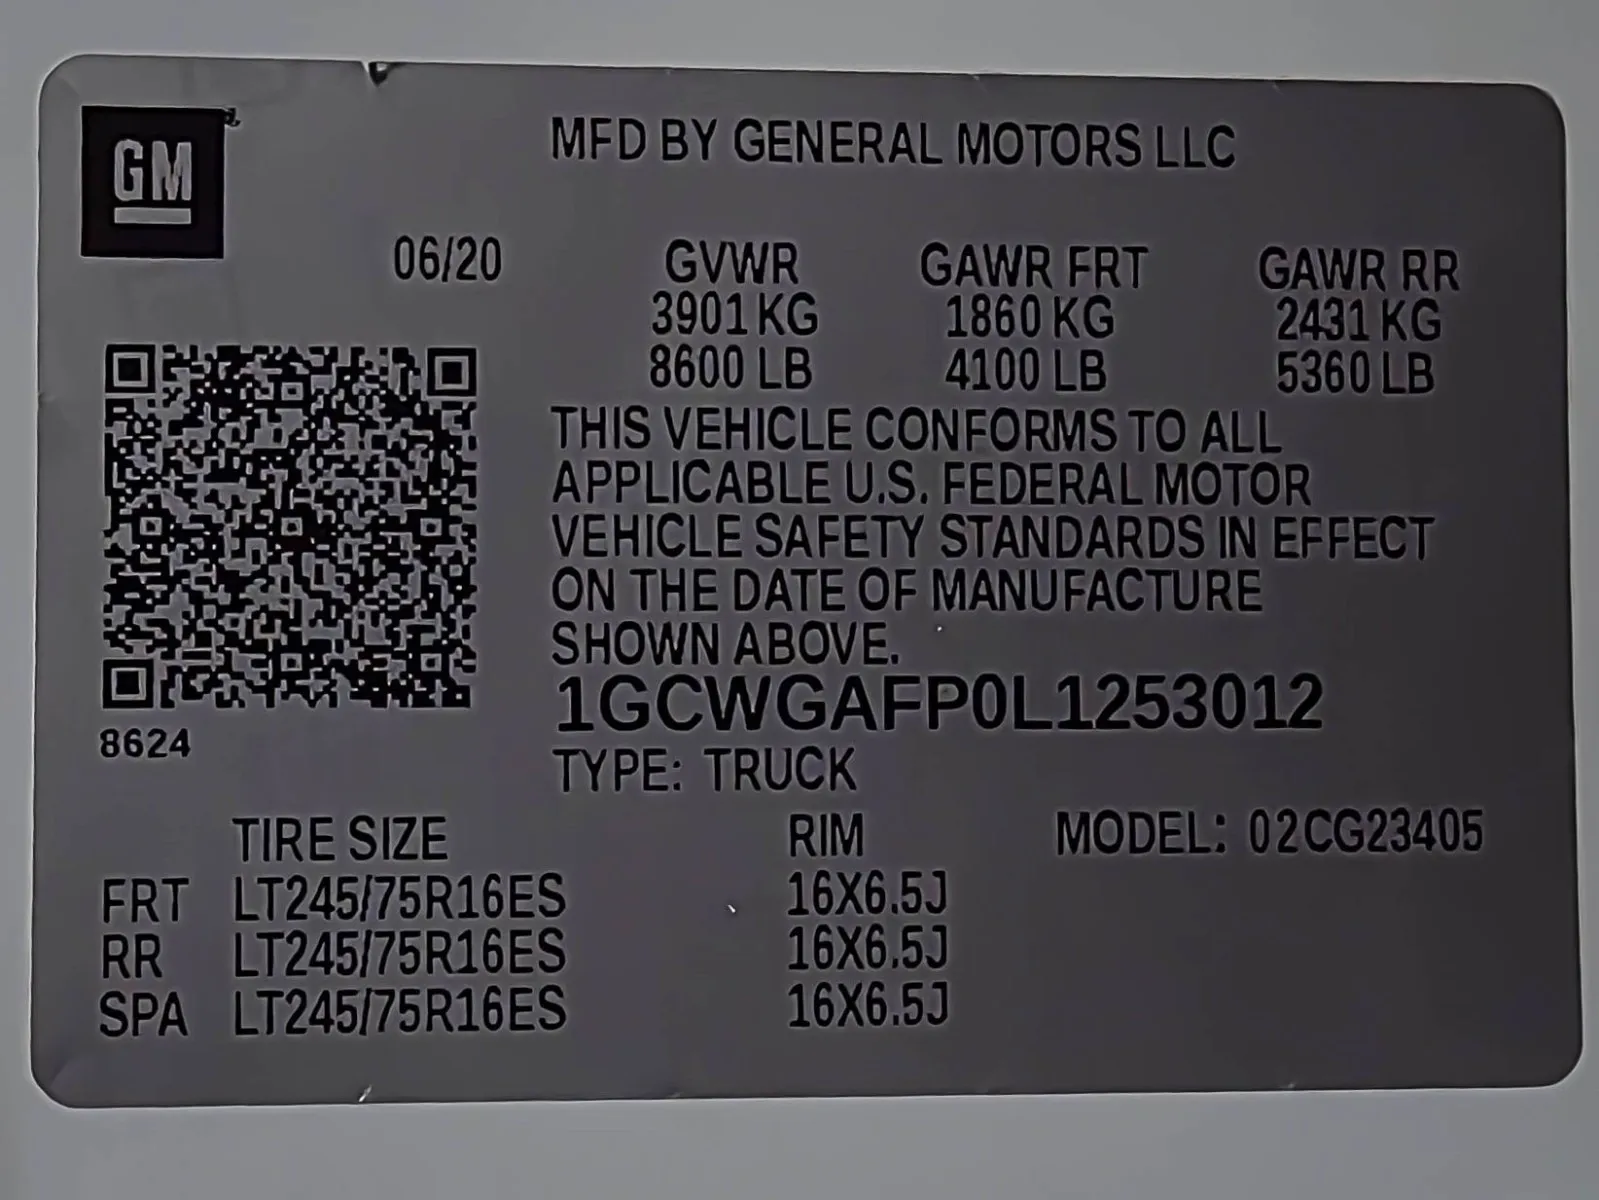 GM
MFD BY GENERAL MOTORS LLC
06/20 GVWR GAWR FRT GAWR RR
3901 KG 1860 KG 2431 KG
8600 LB 4100 LB 5360 LB
THIS VEHICLE CONFORMS TO ALL
APPLICABLE U.S. FEDERAL MOTOR
VEHICLE SAFETY STANDARDS IN EFFECT
ON THE DATE OF MANUFACTURE
SHOWN ABOVE.
1GCWGAFP0L1253012
8624
TYPE: TRUCK
TIRE SIZE RIM MODEL: 02CG23405
FRT LT245/75R16ES 16X6.5J
RR LT245/75R16ES 16X6.5J
SPA LT245/75R16ES 16X6.5J